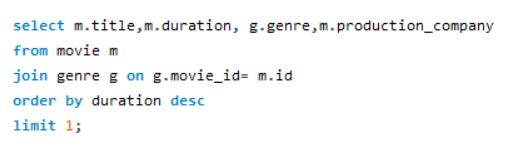 select m.title,m.duration, g.genre,m.production_company
from movie m
join genre g on g.movie_id= m.id
order by duration desc
limit 1;